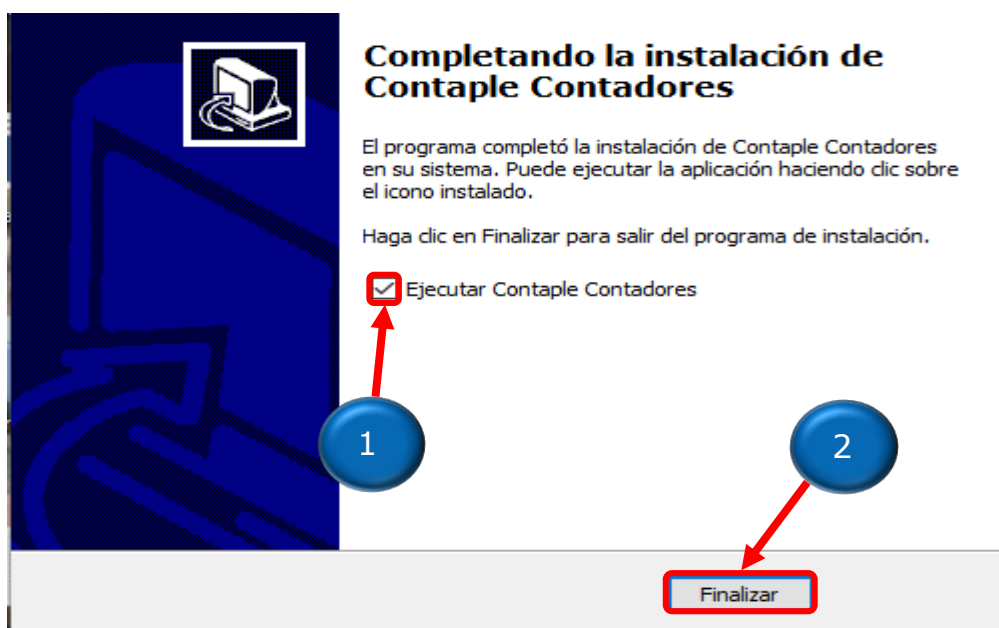 Completando la instalación de
Contaple Contadores
El programa completó la instalación de Contaple Contadores
en su sistema. Puede ejecutar la aplicación haciendo clic sobre
el icono instalado.
Haga clic en Finalizar para salir del programa de instalación.
Ejecutar Contaple Contadores
1
2
Finalizar